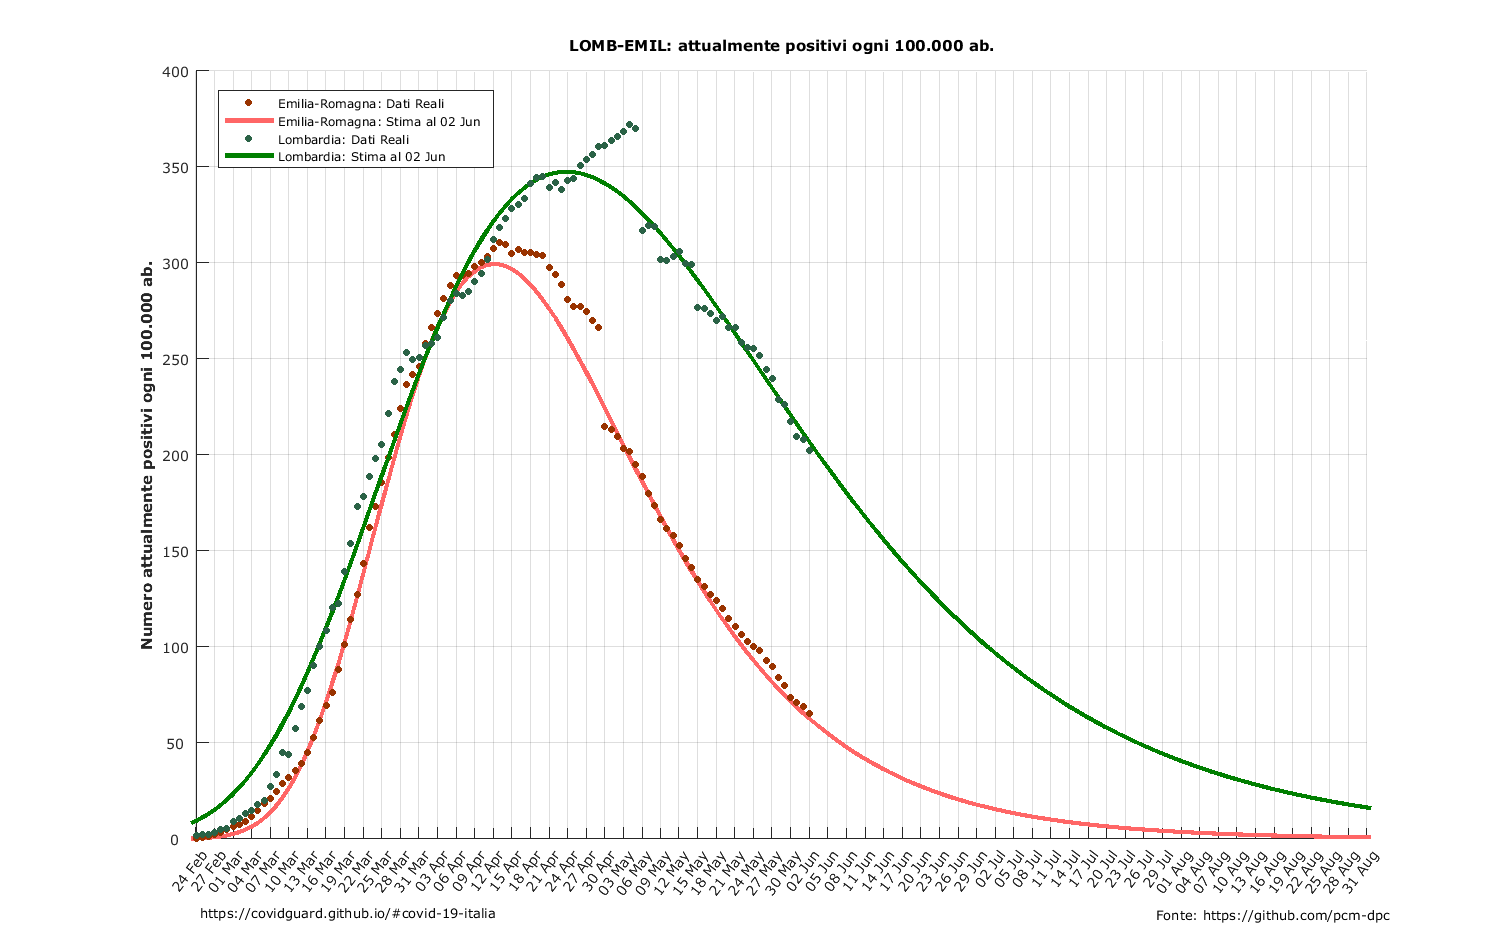 LOMB-EMIL: attualmente positivi ogni 100.000 ab.
Numero attualmente positivi ogni 100.000 ab.
400
350
300
250
200
150
100
50
0
Emilia-Romagna: Dati Reali
Emilia-Romagna: Stima al 02 Jun
Lombardia: Dati Reali
Lombardia: Stima al 02 Jun
24 Feb
27 Feb
01 Mar
04 Mar
07 Mar
10 Mar
13 Mar
16 Mar
19 Mar
22 Mar
25 Mar
28 Mar
31 Mar
03 Apr
06 Apr
09 Apr
12 Apr
15 Apr
18 Apr
21 Apr
24 Apr
27 Apr
30 Apr
03 May
06 May
09 May
12 May
15 May
18 May
21 May
24 May
27 May
30 May
02 Jun
05 Jun
08 Jun
11 Jun
14 Jun
17 Jun
20 Jun
23 Jun
26 Jun
29 Jun
02 Jul
05 Jul
08 Jul
11 Jul
14 Jul
17 Jul
20 Jul
23 Jul
26 Jul
29 Jul
01 Aug
04 Aug
07 Aug
10 Aug
13 Aug
16 Aug
19 Aug
22 Aug
25 Aug
28 Aug
31 Aug
https://covidguard.github.io/#covid-19-italia
Fonte: https://github.com/pcm-dpc